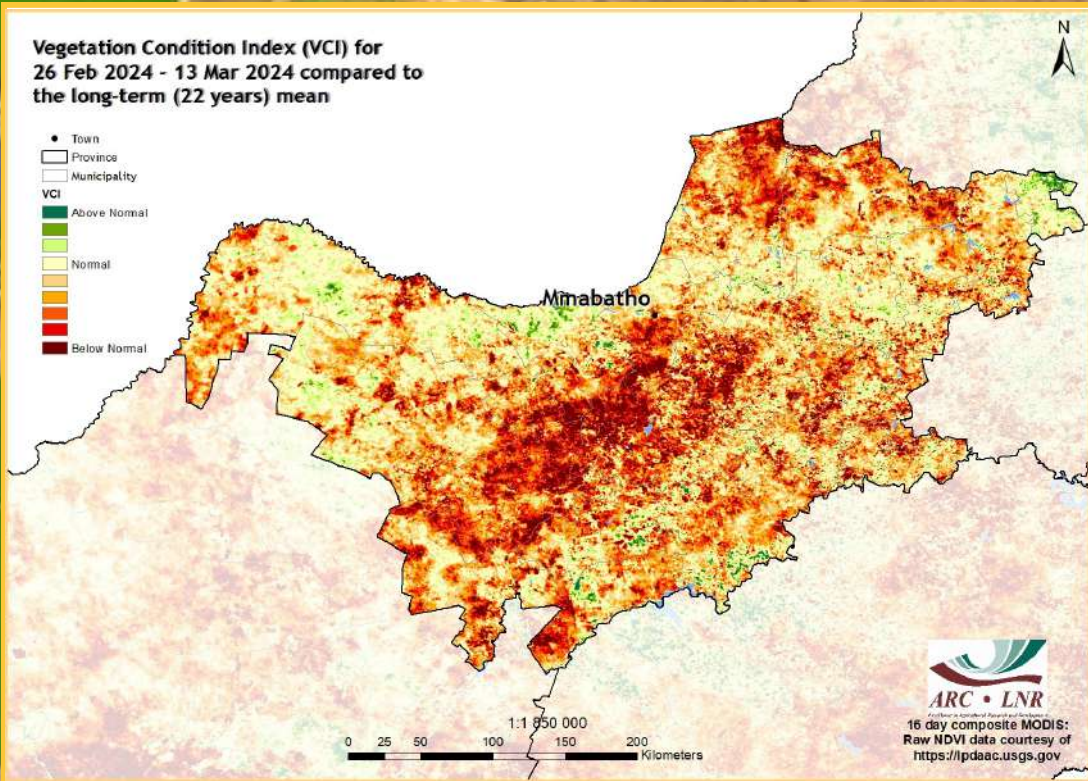 Vegetation Condition Index (VCI) for
26 Feb 2024 - 13 Mar 2024 compared to
the long-term (22 years) mean
N
Town
Province
Municipality
VCI
Above Normal
Normal
Below Normal
Mmabatho
1:1 850 000
0 25 50 100 150 200
Kilometers
ARC • LNR
16 day composite MODIS:
Raw NDVI data courtesy of
https://lpdaac.usgs.gov